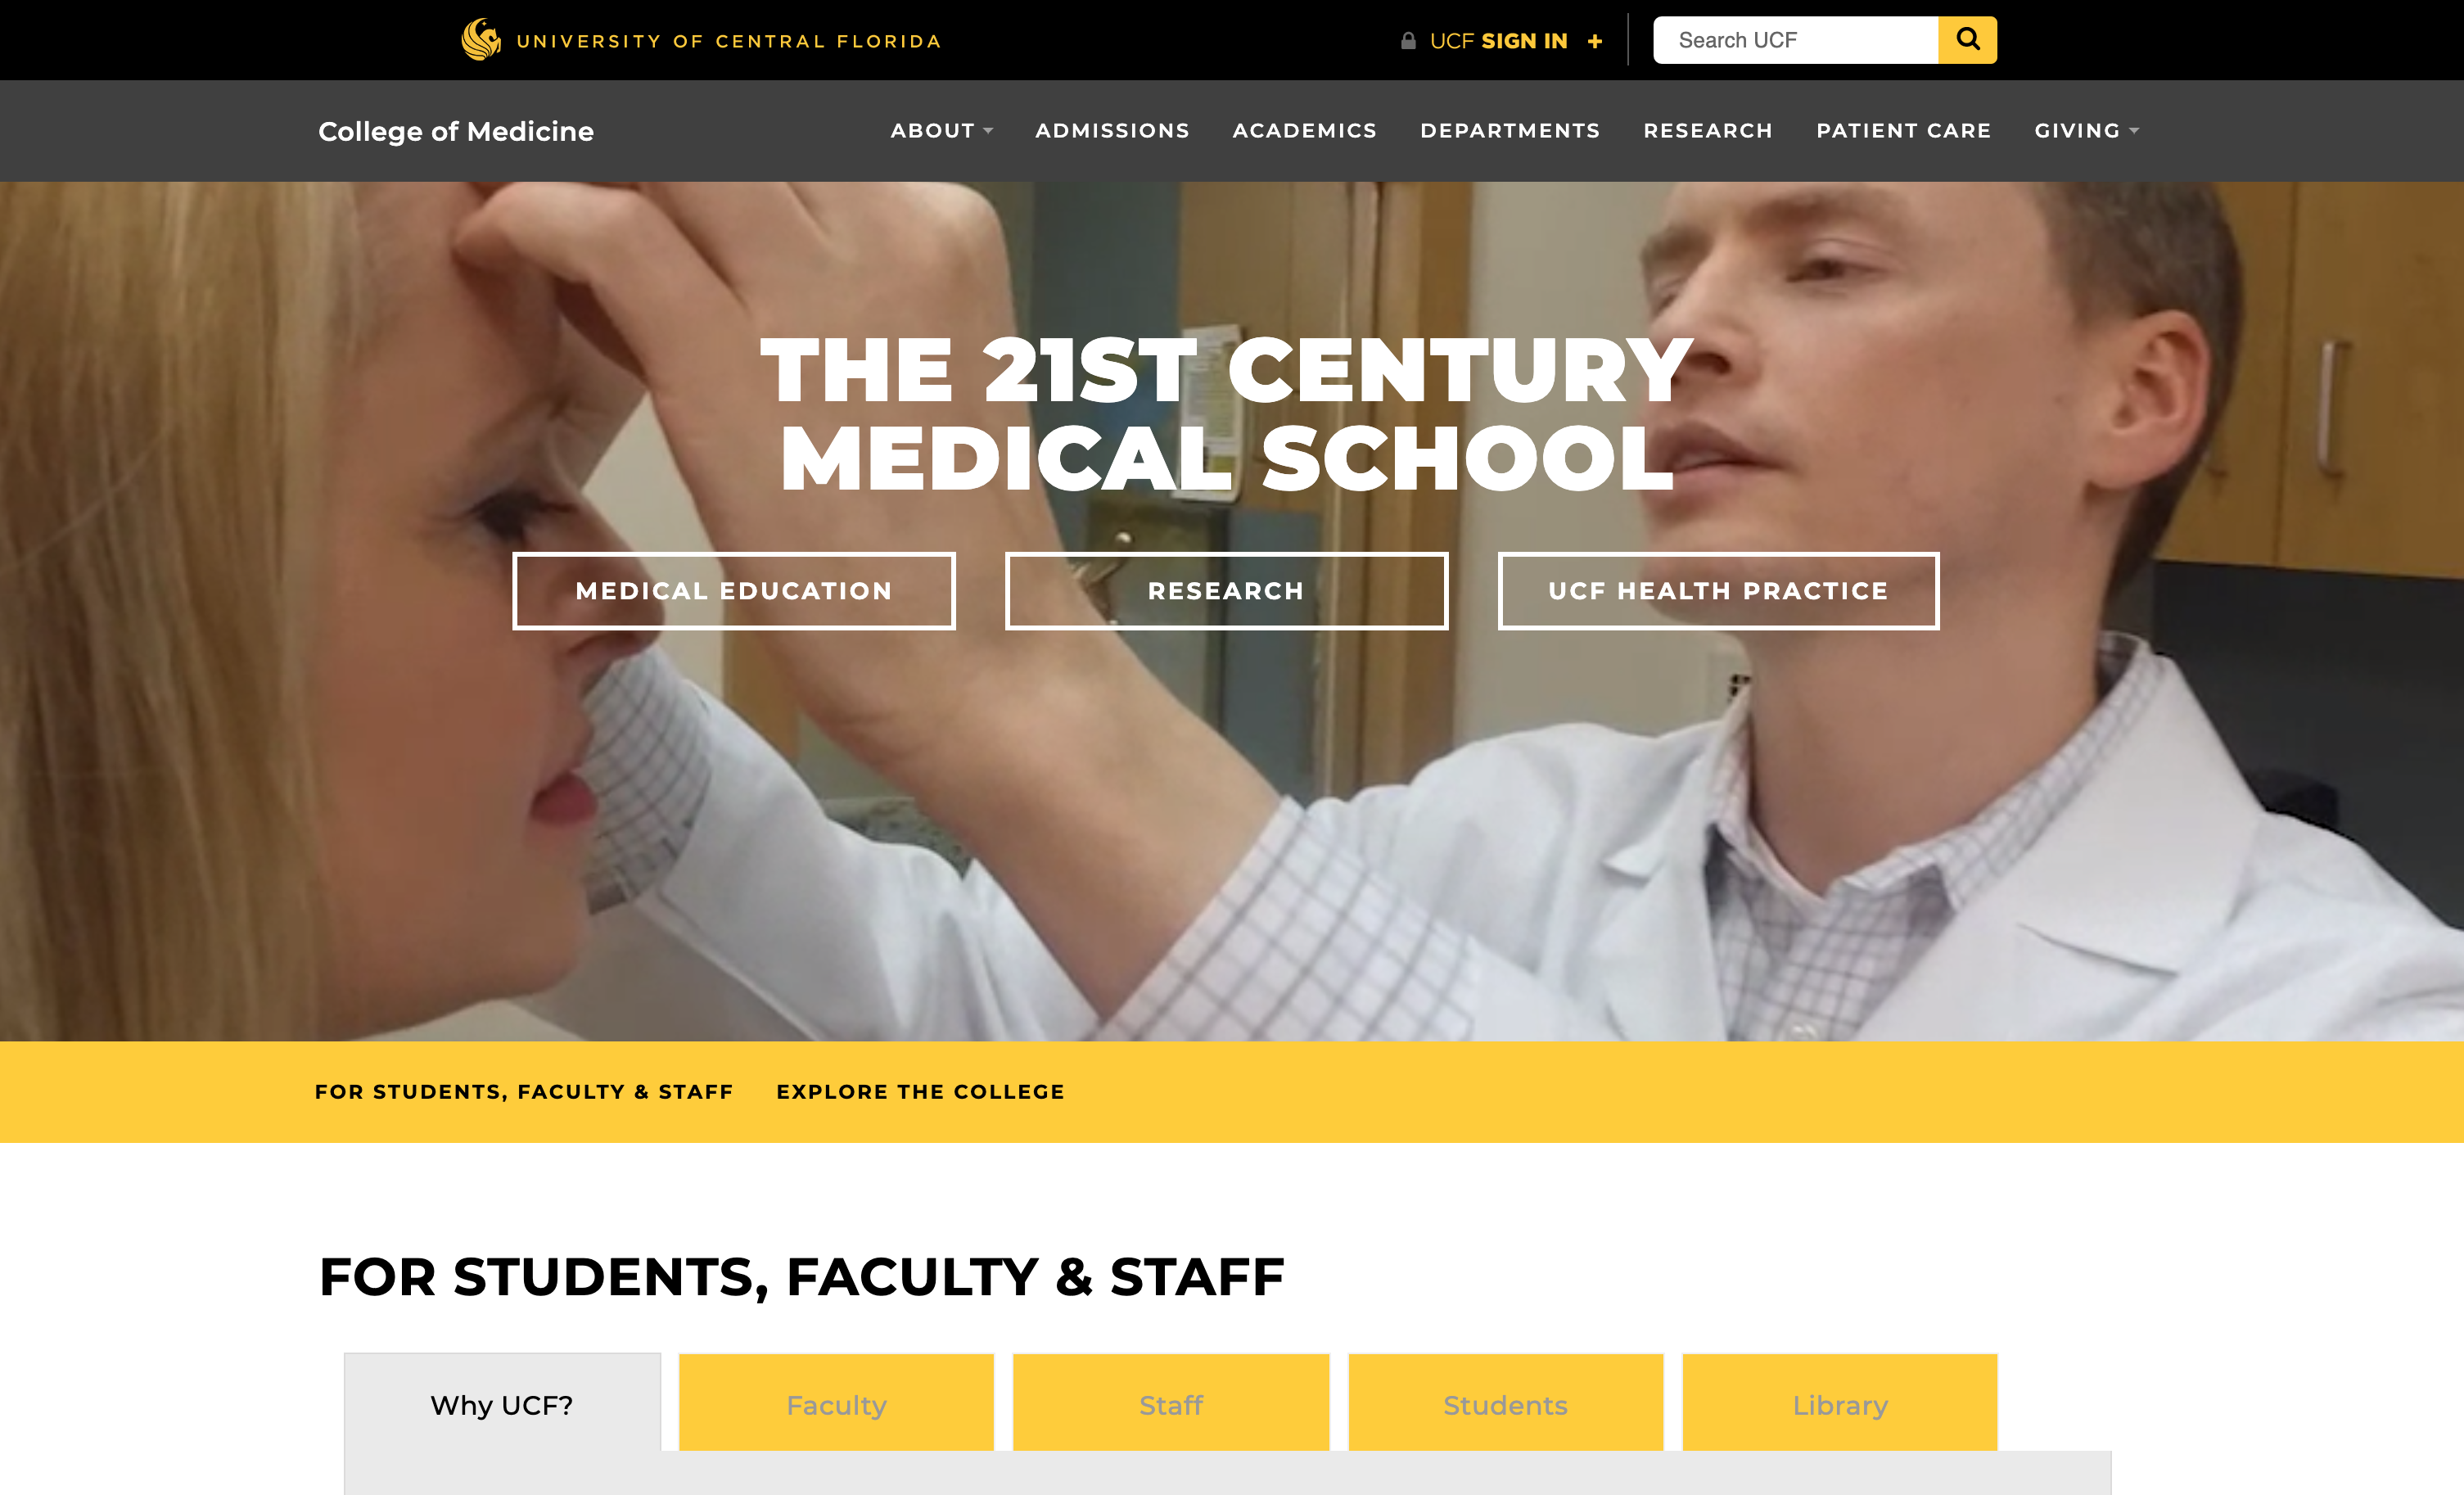 UNIVERSITY OF CENTRAL FLORIDA
UCF SIGN IN +
Search UCF
College of Medicine
ABOUT
ADMISSIONS
ACADEMICS
DEPARTMENTS
RESEARCH
PATIENT CARE
GIVING
THE 21ST CENTURY
MEDICAL SCHOOL
MEDICAL EDUCATION
RESEARCH
UCF HEALTH PRACTICE
FOR STUDENTS, FACULTY & STAFF
EXPLORE THE COLLEGE
FOR STUDENTS, FACULTY & STAFF
Why UCF?
Faculty
Staff
Students
Library